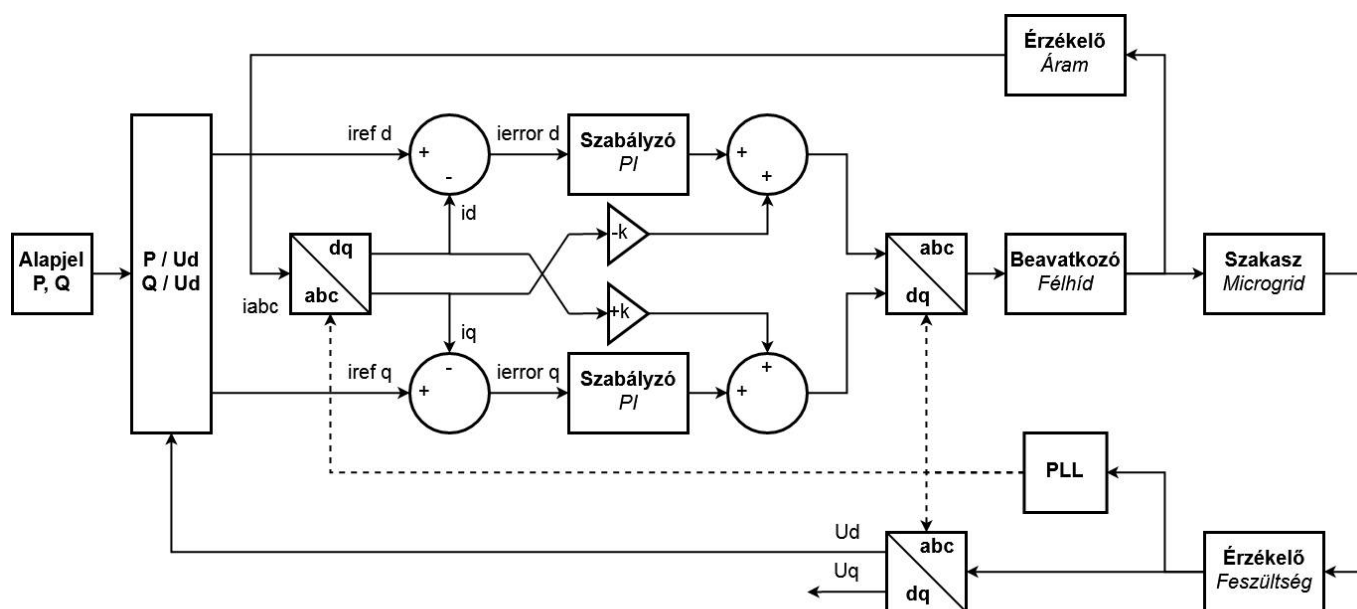 Érzékelő
Áram
iref d
+
-
ierror d
Szabályzó
PI
+
+
id
-k
Alapjel
P, Q
P / Ud
Q / Ud
dq
abc
iabc
abc
dq
Beavatkozó
Félhíd
Szakasz
Microgrid
+k
iq
iref q
+
-
ierror q
Szabályzó
PI
+
+
PLL
Ud
Uq
abc
dq
Érzékelő
Feszültség